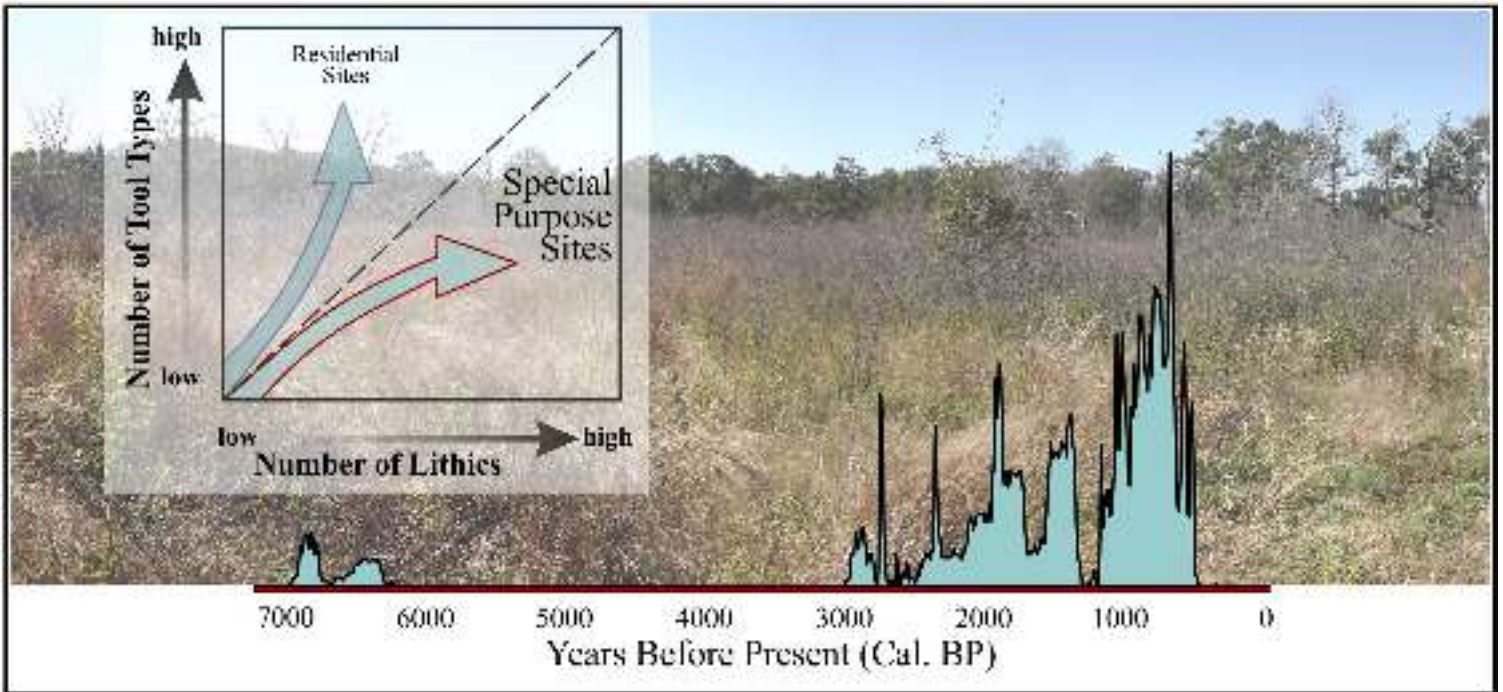 high
Residential
Sites
Number of Tool Types
Special
Purpose
Sites
low
low
high
Number of Lithics
7000 6000 5000 4000 3000 2000 1000 0
Years Before Present (Cal. BP)